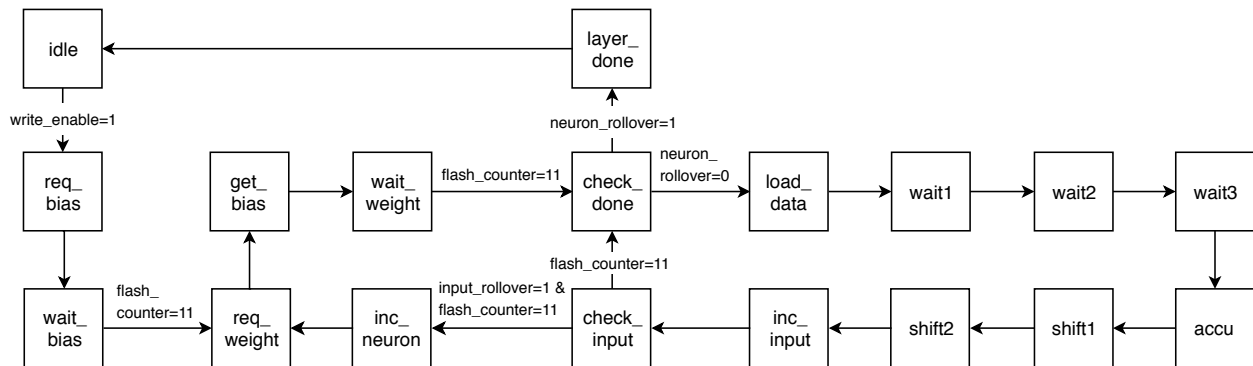 idle
layer_
done
write_enable=1
neuron_rollover=1
req_
bias
get_
bias
wait_
weight
flash_counter=11
check_
done
neuron_
rollover=0
load_
data
wait1
wait2
wait3
flash_counter=11
wait_
bias
flash_
counter=11
req_
weight
inc_
neuron
input_rollover=1 &
flash_counter=11
check_
input
inc_
input
shift2
shift1
accu